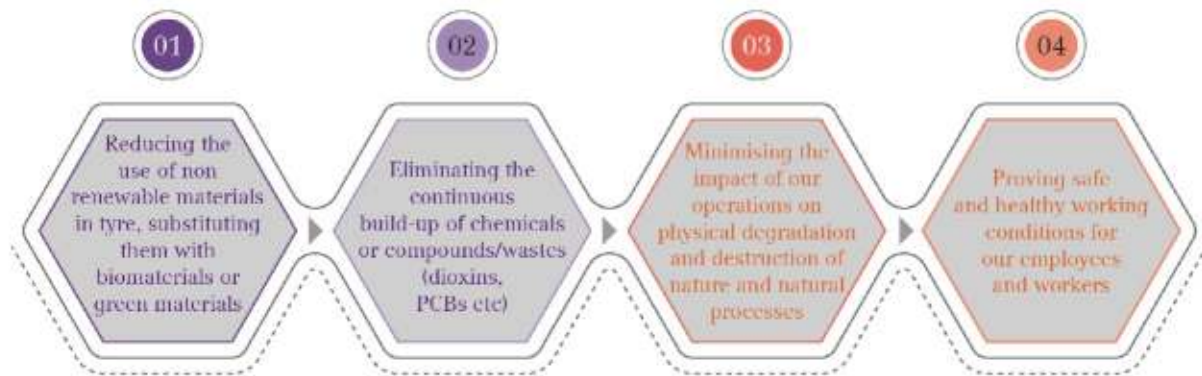 01
Reducing the
use of non
renewable materials
in tyre, substituting
them with
biomaterials or
green materials
02
Eliminating the
continuous
build-up of chemicals
or compounds/wastes
(dioxins,
PCBs etc)
03
Minimising the
impact of our
operations on
physical degradation
and destruction of
nature and natural
processes
04
Proving safe
and healthy working
conditions for
our employees
and workers